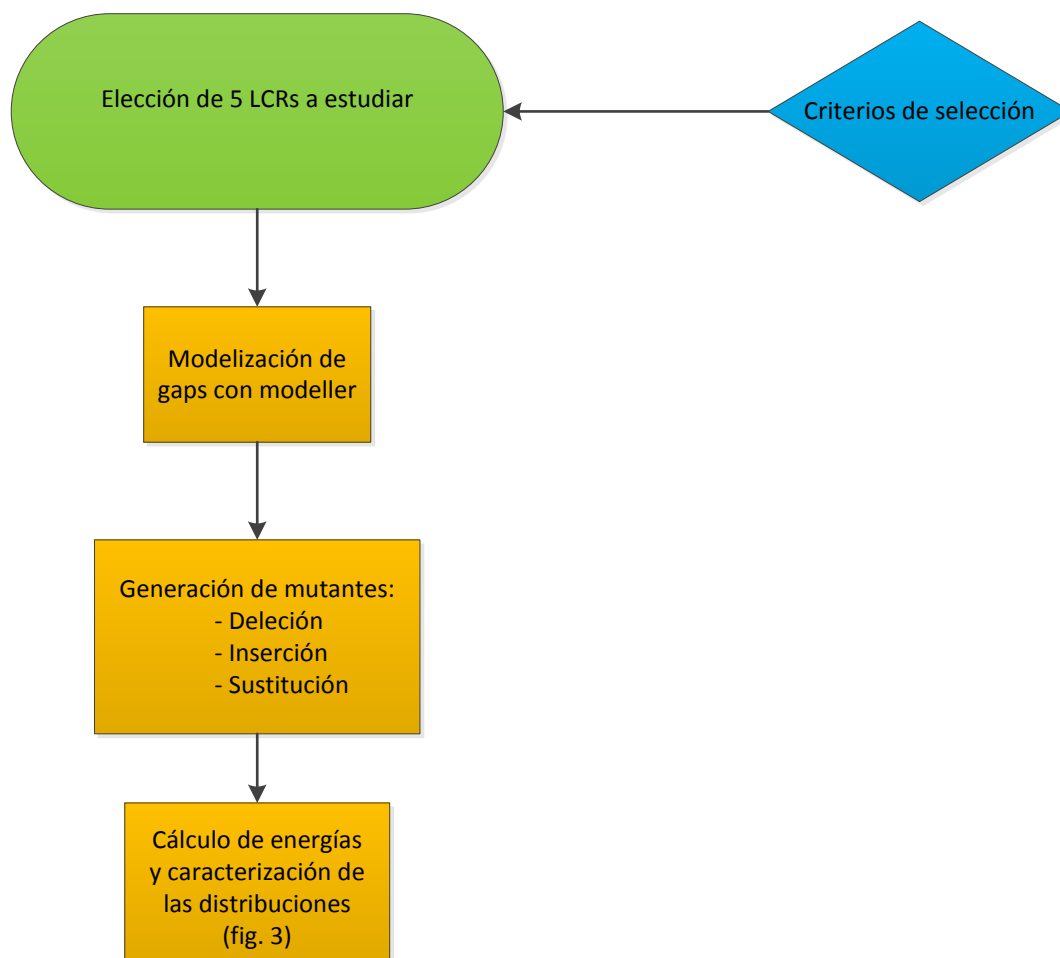 Elección de 5 LCRs a estudiar
Criterios de selección
Modelización de
gaps con modeller
Generación de mutantes:
- Deleción
- Inserción
- Sustitución
Cálculo de energías
y caracterización de
las distribuciones
(fig. 3)